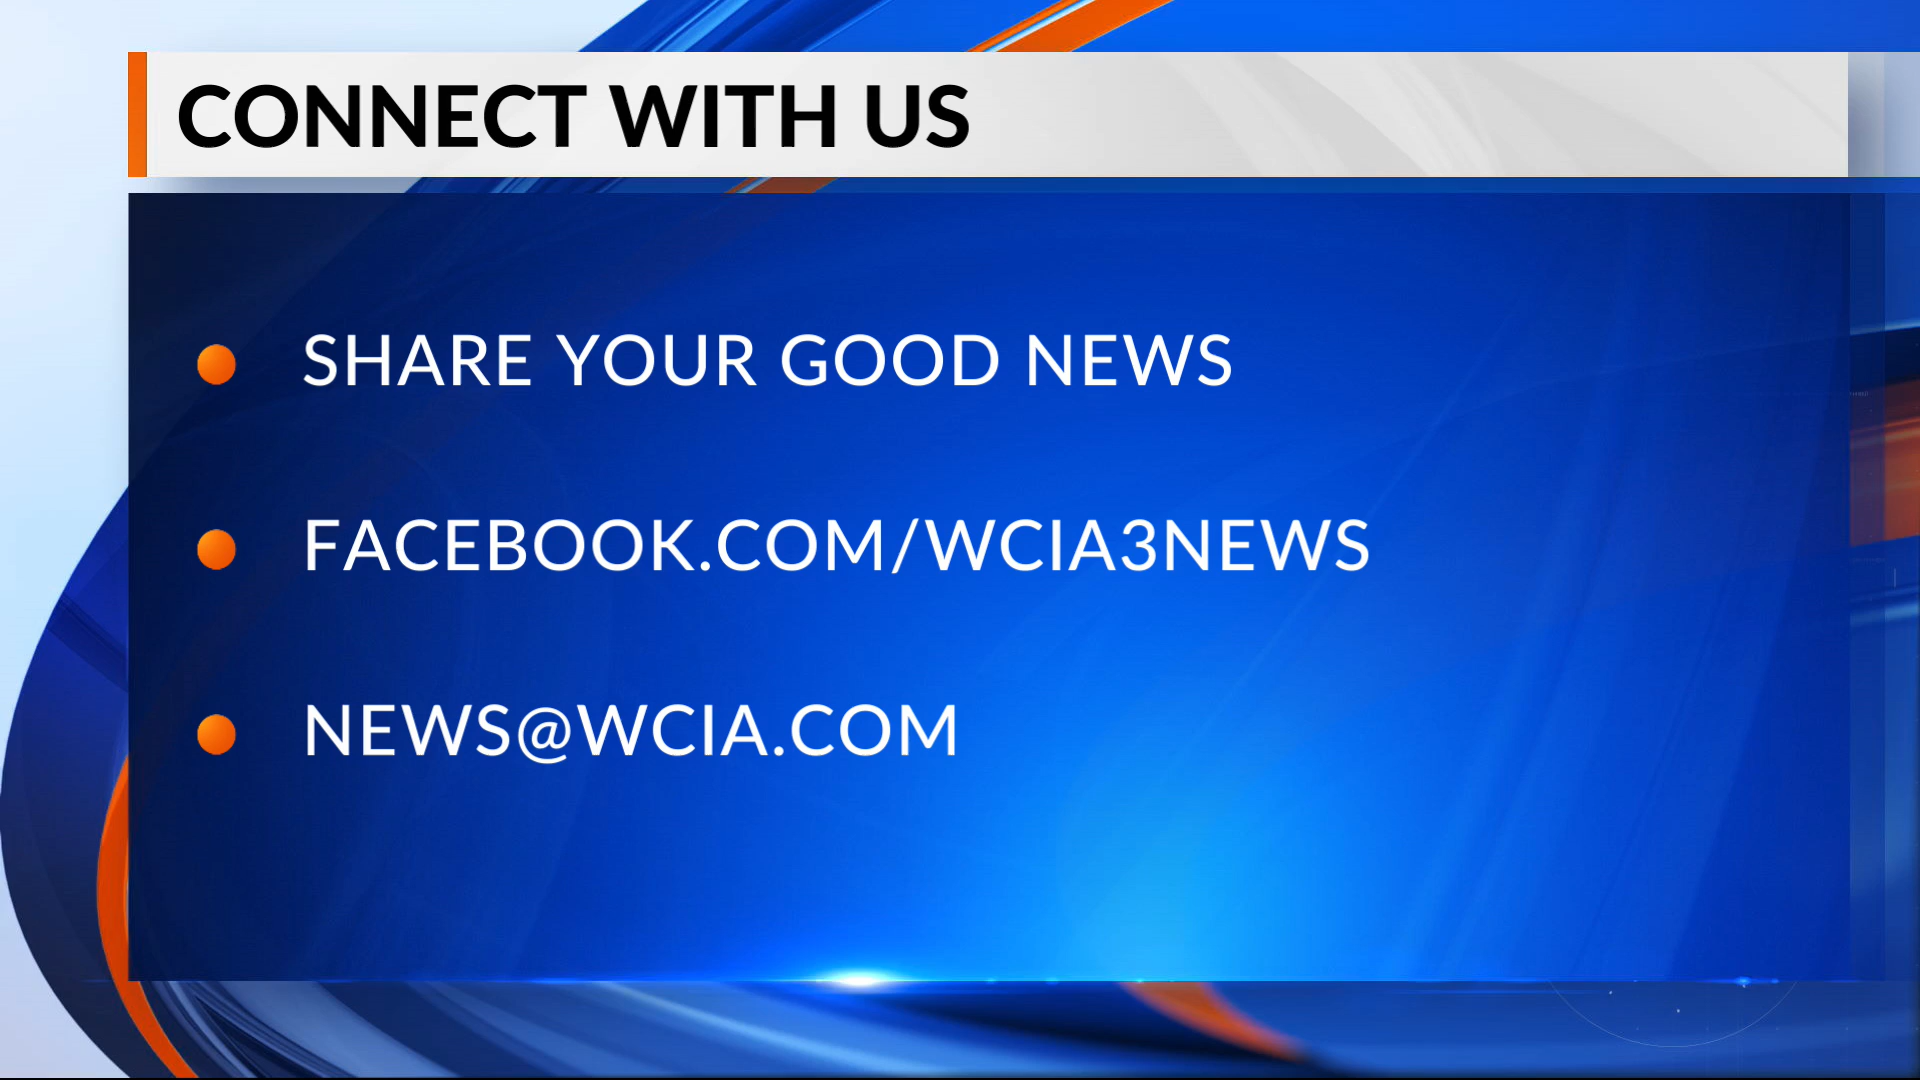 CONNECT WITH US
SHARE YOUR GOOD NEWS
FACEBOOK.COM/WCIA3NEWS
NEWS@WCIA.COM